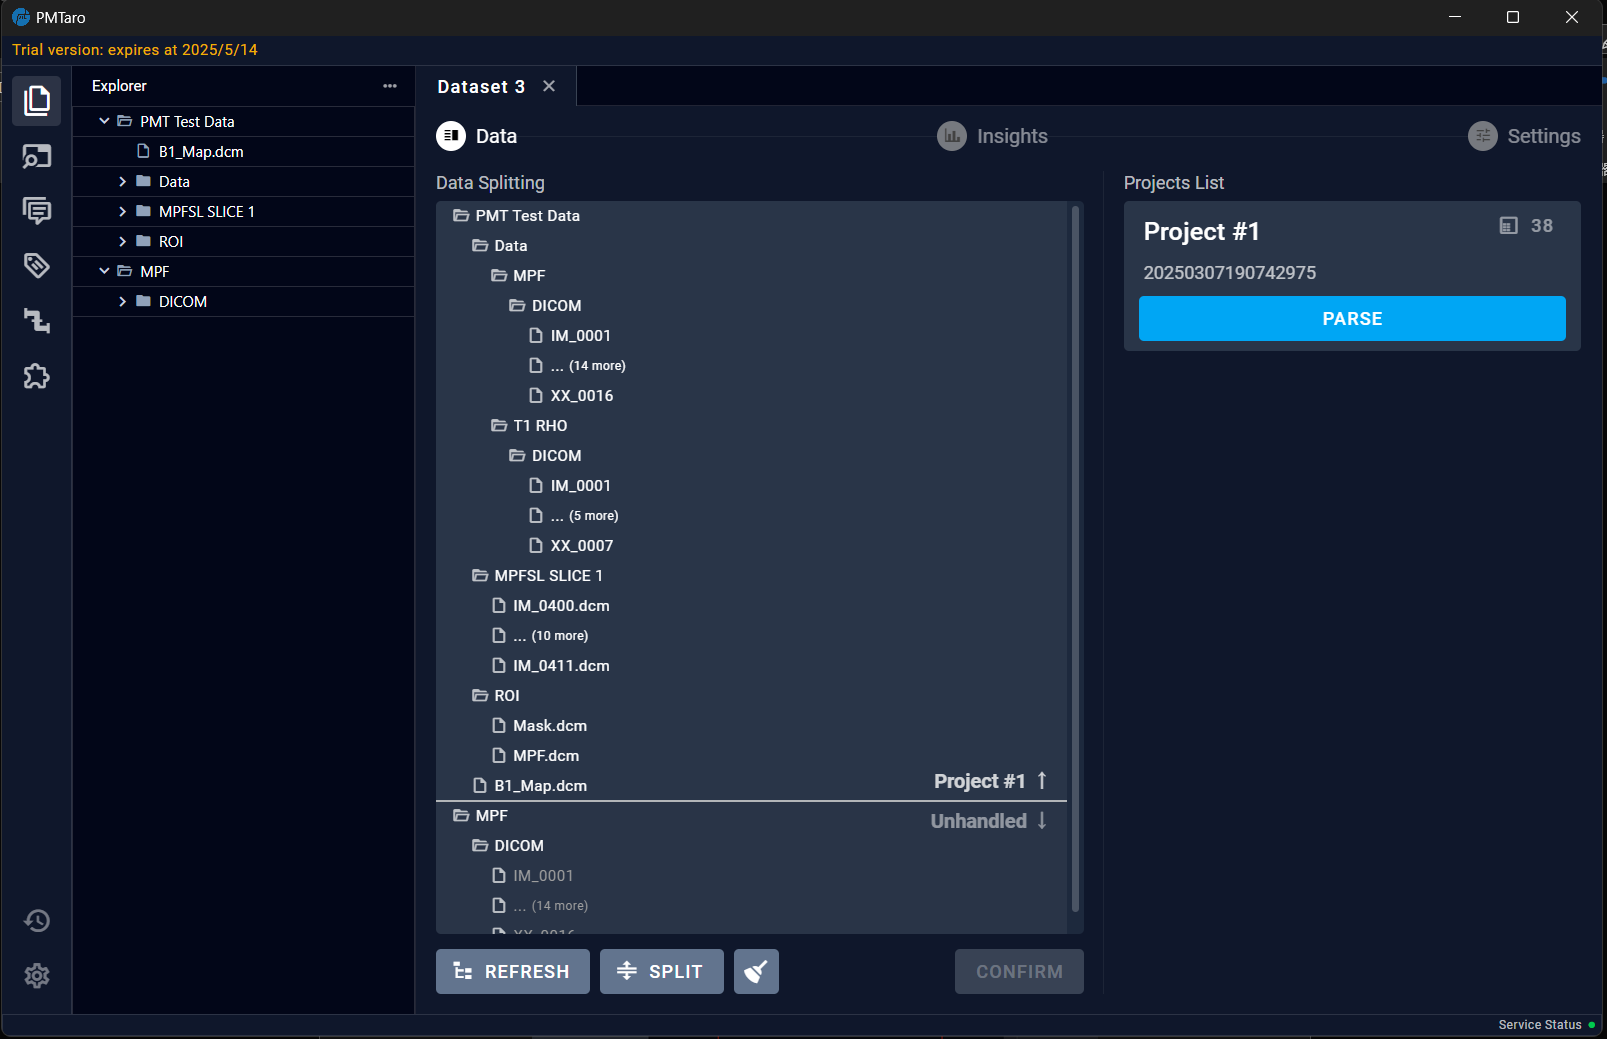 PMTaro
Trial version: expires at 2025/5/14
Explorer
PMT Test Data
B1_Map.dcm
Data
MPFSL SLICE 1
ROI
MPF
DICOM
Dataset 3
Data
Insights
Settings
Data Splitting
PMT Test Data
Data
MPF
DICOM
IM_0001
... (14 more)
XX_0016
T1 RHO
DICOM
IM_0001
... (5 more)
XX_0007
MPFSL SLICE 1
IM_0400.dcm
... (10 more)
IM_0411.dcm
ROI
Mask.dcm
MPF.dcm
B1_Map.dcm
Project #1 ↑
MPF
Unhandled ↓
DICOM
IM_0001
... (14 more)
XX_0016
REFRESH
SPLIT
CONFIRM
Projects List
Project #1
38
20250307190742975
PARSE
Service Status